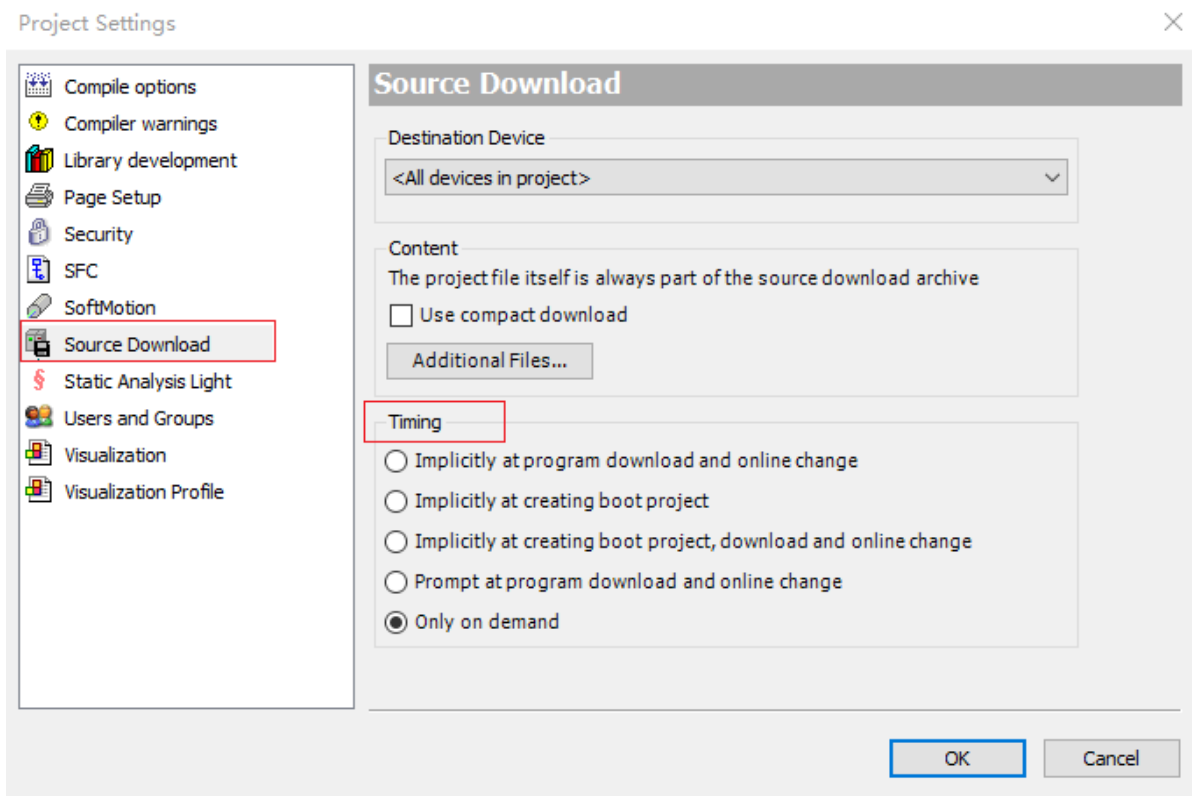 Project Settings
Compile options
Compiler warnings
Library development
Page Setup
Security
SFC
SoftMotion
Source Download
Static Analysis Light
Users and Groups
Visualization
Visualization Profile
Source Download
Destination Device
<All devices in project>
Content
The project file itself is always part of the source download archive
Use compact download
Additional Files...
Timing
Implicitly at program download and online change
Implicitly at creating boot project
Implicitly at creating boot project, download and online change
Prompt at program download and online change
Only on demand
OK
Cancel